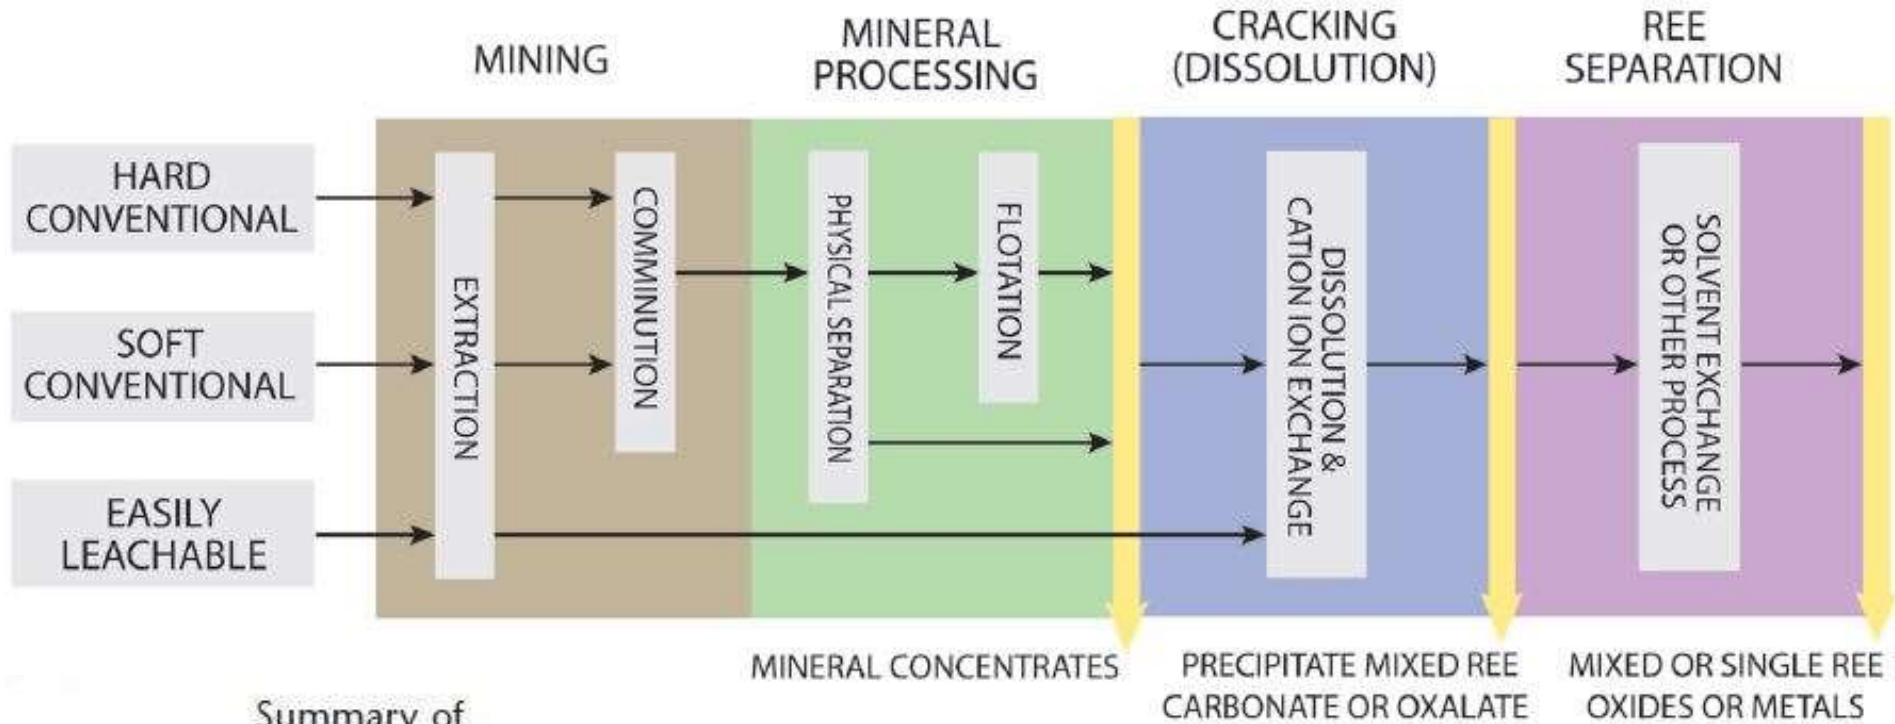 MINING
MINERAL
PROCESSING
CRACKING
(DISSOLUTION)
REE
SEPARATION
HARD
CONVENTIONAL
SOFT
CONVENTIONAL
EASILY
LEACHABLE
EXTRACTION
COMMINUTION
PHYSICAL SEPARATION
FLOTATION
DISSOLUTION &
CATION ION EXCHANGE
SOLVENT EXCHANGE
OR OTHER PROCESS
MINERAL CONCENTRATES
PRECIPITATE MIXED REE
CARBONATE OR OXALATE
MIXED OR SINGLE REE
OXIDES OR METALS
Summary of